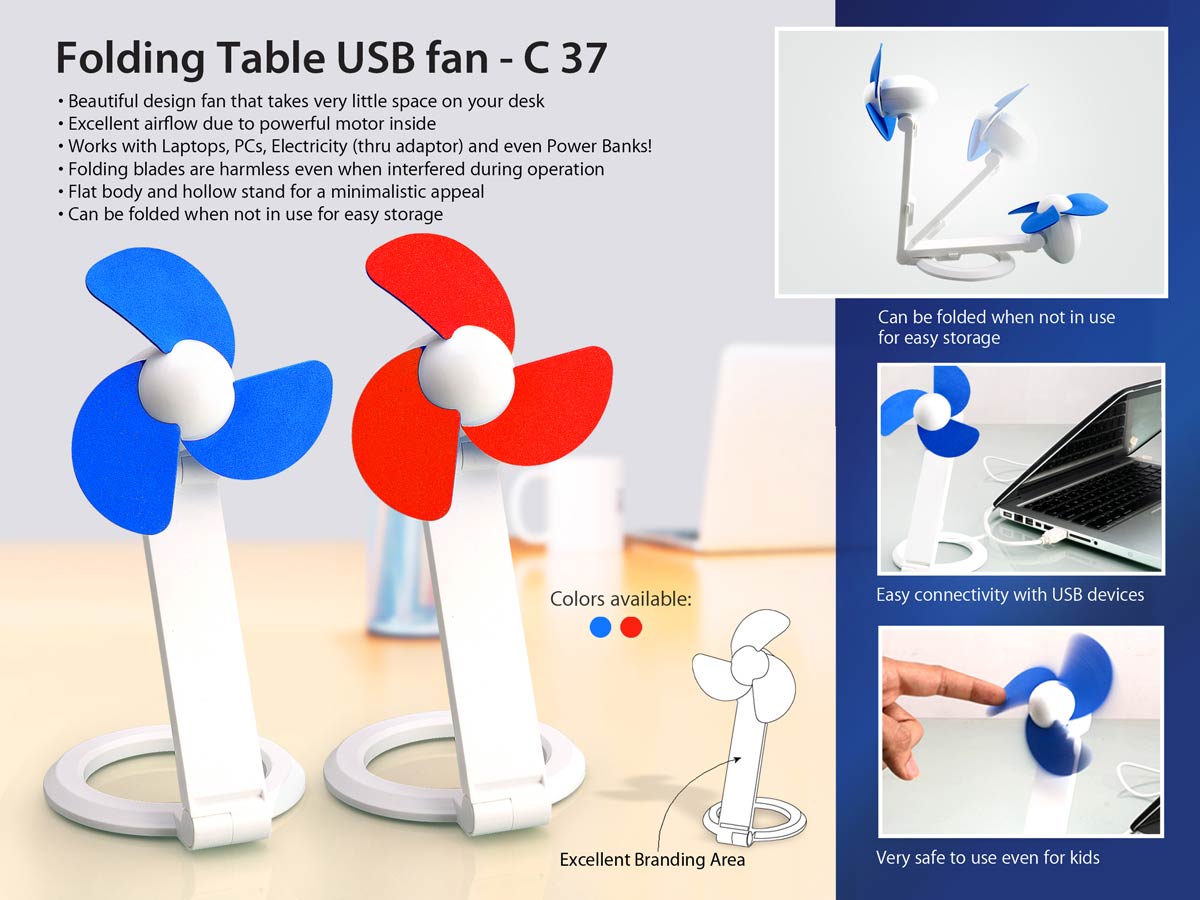 Folding Table USB fan - C 37
• Beautiful design fan that takes very little space on your desk
• Excellent airflow due to powerful motor inside
• Works with Laptops, PCs, Electricity (thru adaptor) and even Power Banks!
• Folding blades are harmless even when interfered during operation
• Flat body and hollow stand for a minimalistic appeal
• Can be folded when not in use for easy storage
Can be folded when not in use
for easy storage
Easy connectivity with USB devices
Colors available:
Excellent Branding Area
Very safe to use even for kids